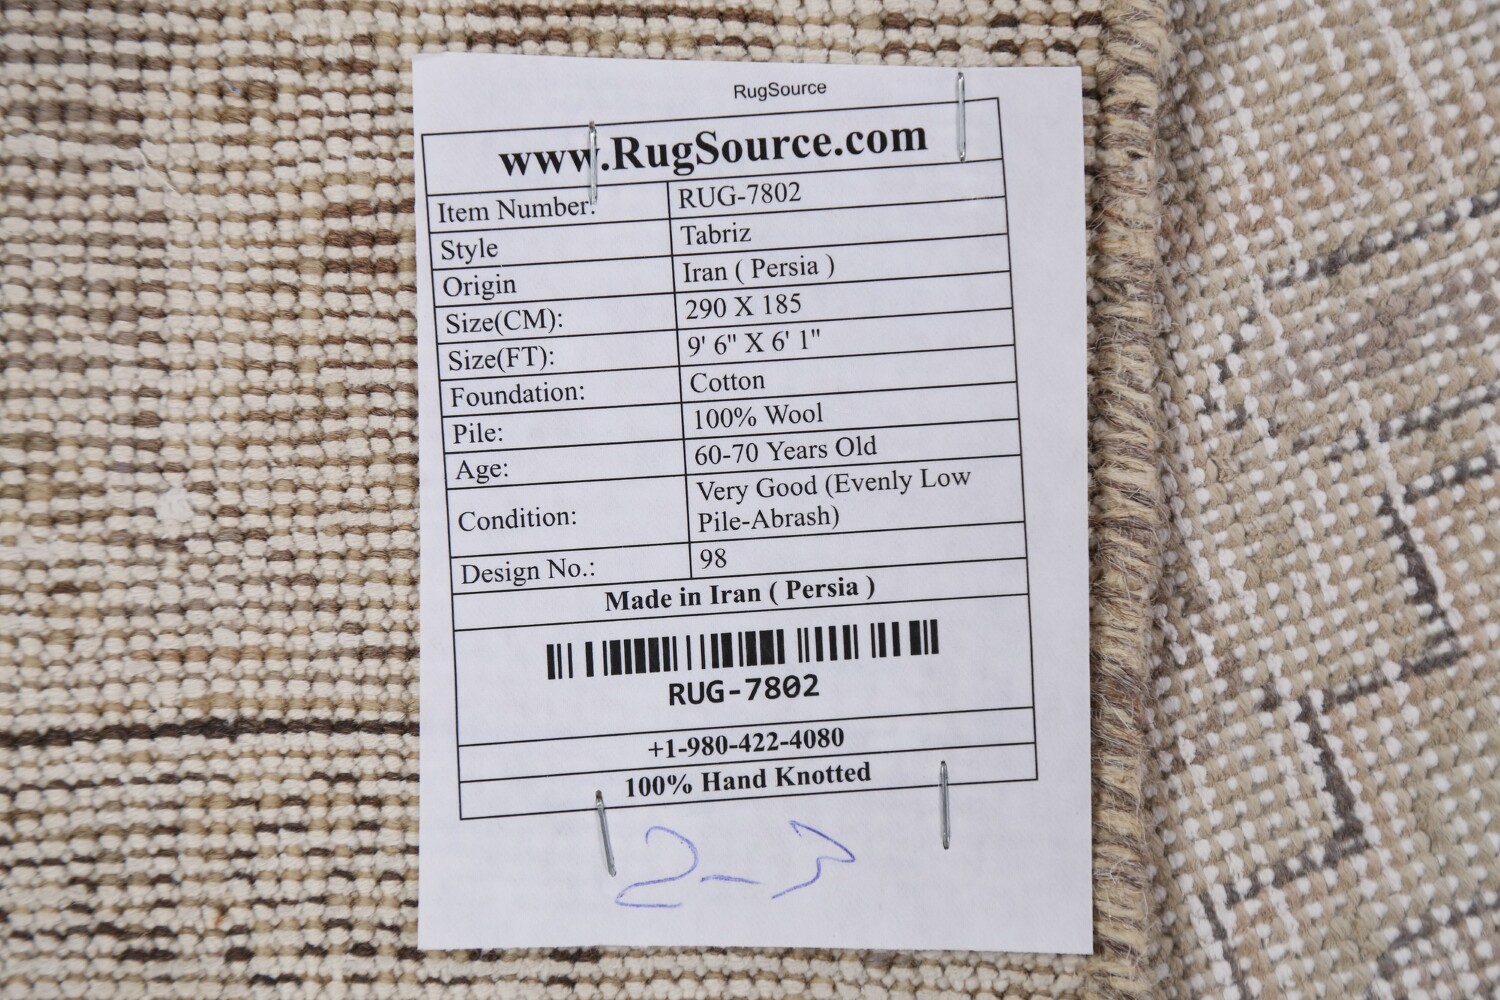 RugSource
www.RugSource.com
Item Number: RUG-7802
Style Tabriz
Origin Iran ( Persia )
Size(CM): 290 X 185
Size(FT): 9' 6" X 6' 1"
Foundation: Cotton
Pile: 100% Wool
Age: 60-70 Years Old
Condition: Very Good (Evenly Low
Pile-Abrash)
Design No.: 98
Made in Iran ( Persia )
RUG-7802
+1-980-422-4080
100% Hand Knotted
2-3